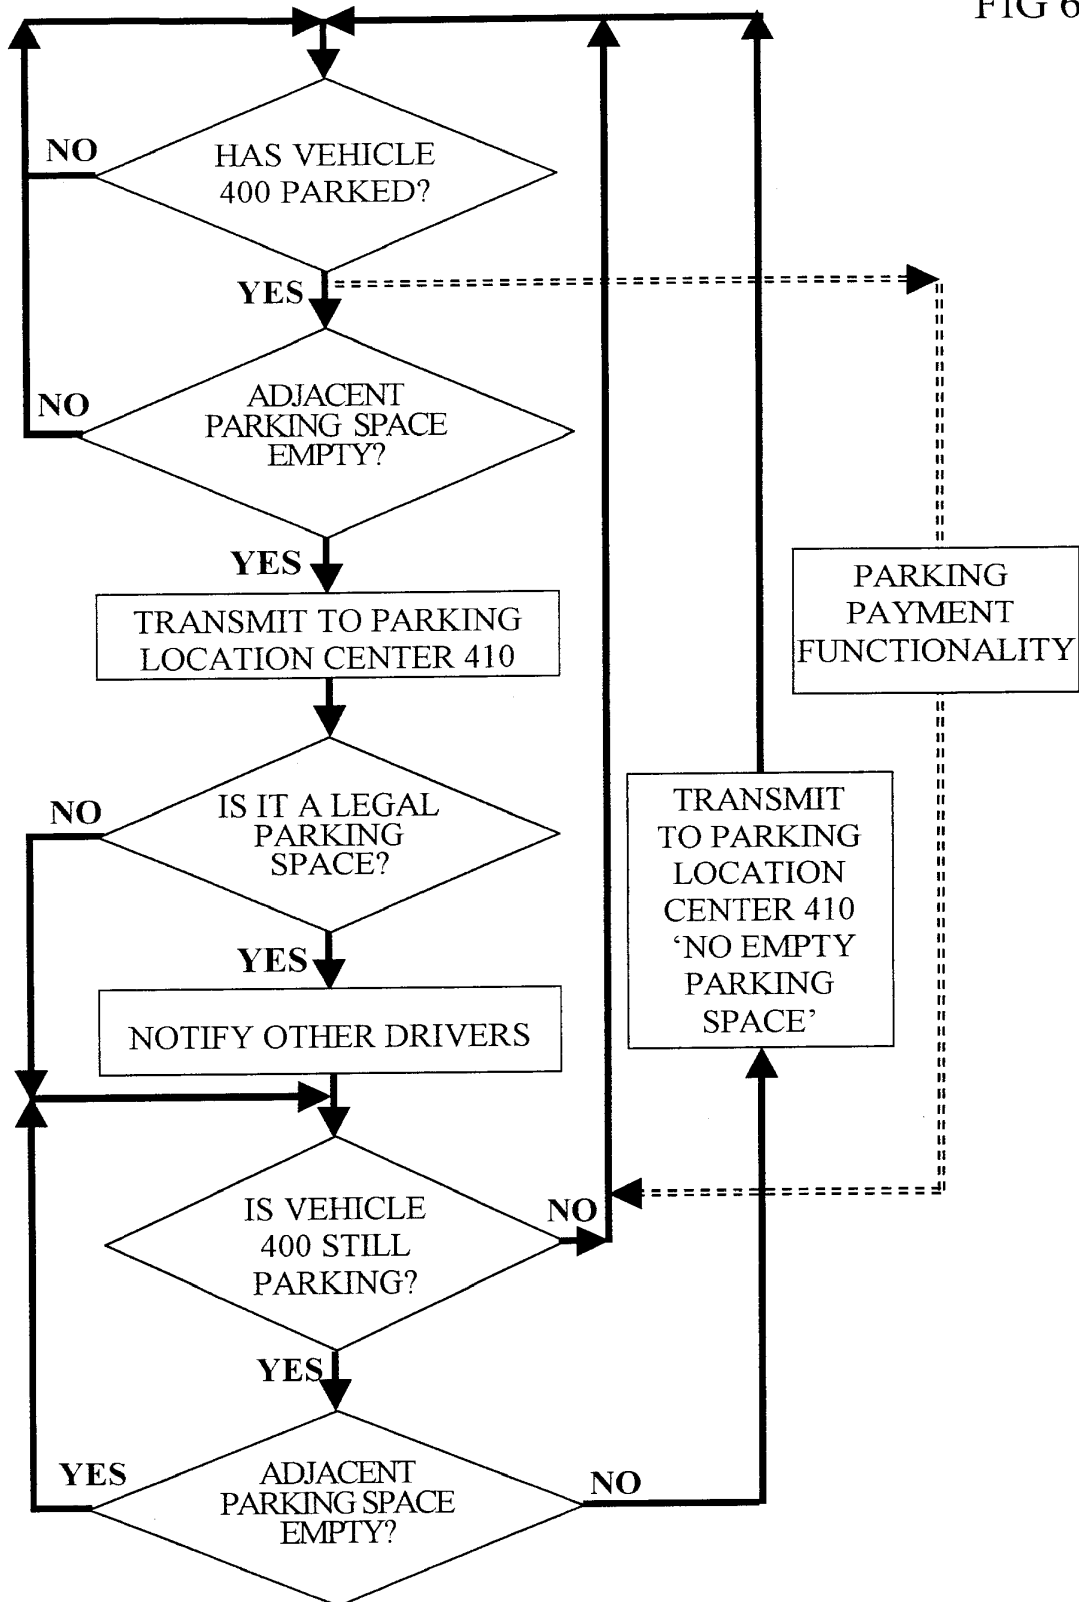 FIG 6
NO
HAS VEHICLE
400 PARKED?
YES
NO
ADJACENT
PARKING SPACE
EMPTY?
YES
TRANSMIT TO PARKING
LOCATION CENTER 410
PARKING
PAYMENT
FUNCTIONALITY
NO
IS IT A LEGAL
PARKING
SPACE?
TRANSMIT
TO PARKING
LOCATION
CENTER 410
‘NO EMPTY
PARKING
SPACE’
YES
NOTIFY OTHER DRIVERS
IS VEHICLE
400 STILL
PARKING?
NO
YES
YES
ADJACENT
PARKING SPACE
EMPTY?
NO